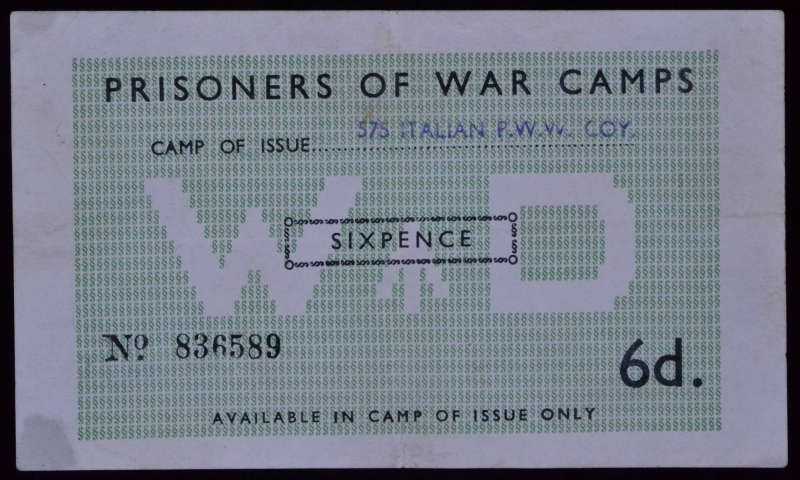 PRISONERS OF WAR CAMPS
CAMP OF ISSUE.......575 ITALIAN P.W.W. COY.
W D
SIXPENCE
Nº 836589
6d.
AVAILABLE IN CAMP OF ISSUE ONLY